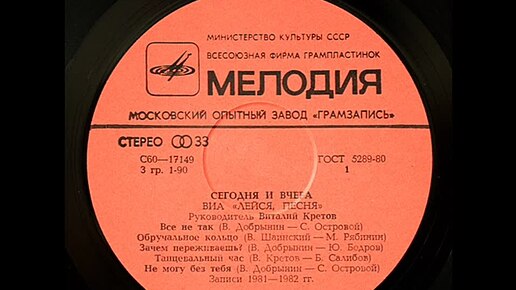 МИНИСТЕРСТВО КУЛЬТУРЫ СССР
ВСЕСОЮЗНАЯ ФИРМА ГРАМПЛАСТИНОК
МЕЛОДИЯ
МОСКОВСКИЙ ОПЫТНЫЙ ЗАВОД «ГРАМЗАПИСЬ»
СТЕРЕО 33
С60—17149 ГОСТ 5289-80
3 гр. 1-90 1
СЕГОДНЯ И ВЧЕРА
ВИА «ЛЕЙСЯ, ПЕСНЯ»
Руководитель Виталий Кретов
Все не так (В. Добрынин — С. Островой)
Обручальное кольцо (В. Шаинский — М. Рябинин)
Зачем переживаешь? (В. Добрынин — Ю. Бодров)
Танцевальный час (В. Кретов — Б. Салибов)
Не могу без тебя (В. Добрынин — С. Островой)
Записи 1981—1982 гг.